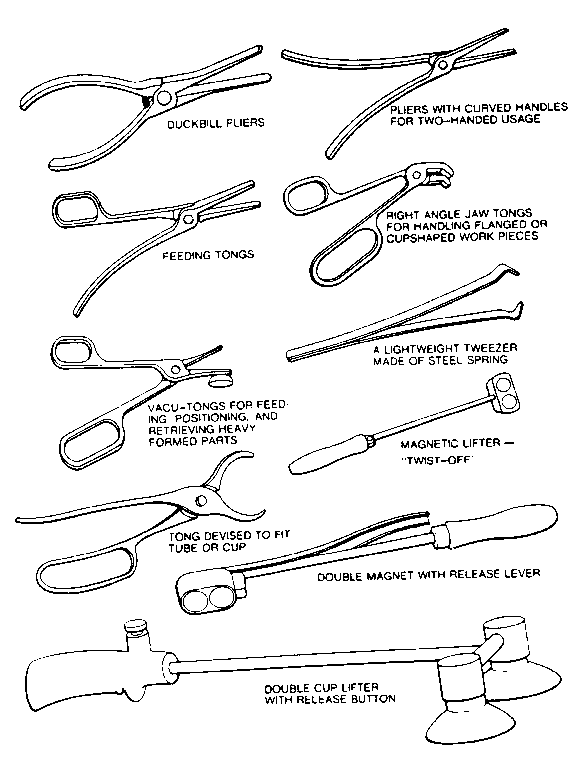 DUCKBILL PLIERS
PLIERS WITH CURVED HANDLES
FOR TWO-HANDED USAGE
FEEDING TONGS
RIGHT ANGLE JAW TONGS
FOR HANDLING FLANGED OR
CUPSHAPED WORK PIECES
A LIGHTWEIGHT TWEEZER
MADE OF STEEL SPRING
VACU-TONGS FOR FEED-
ING, POSITIONING, AND
RETRIEVING HEAVY
FORMED PARTS
MAGNETIC LIFTER —
"TWIST-OFF"
TONG DEVISED TO FIT
TUBE OR CUP
DOUBLE MAGNET WITH RELEASE LEVER
DOUBLE CUP LIFTER
WITH RELEASE BUTTON